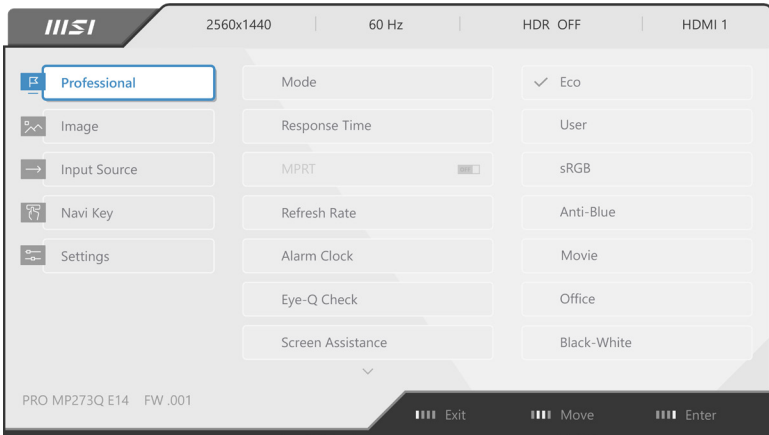 msi 2560x1440 60 Hz HDR OFF HDMI 1
Professional Mode Eco
Image Response Time User
Input Source MPRT OFF sRGB
Navi Key Refresh Rate Anti-Blue
Settings Alarm Clock Movie
Eye-Q Check Office
Screen Assistance Black-White
PRO MP273Q E14 FW .001
Exit Move Enter